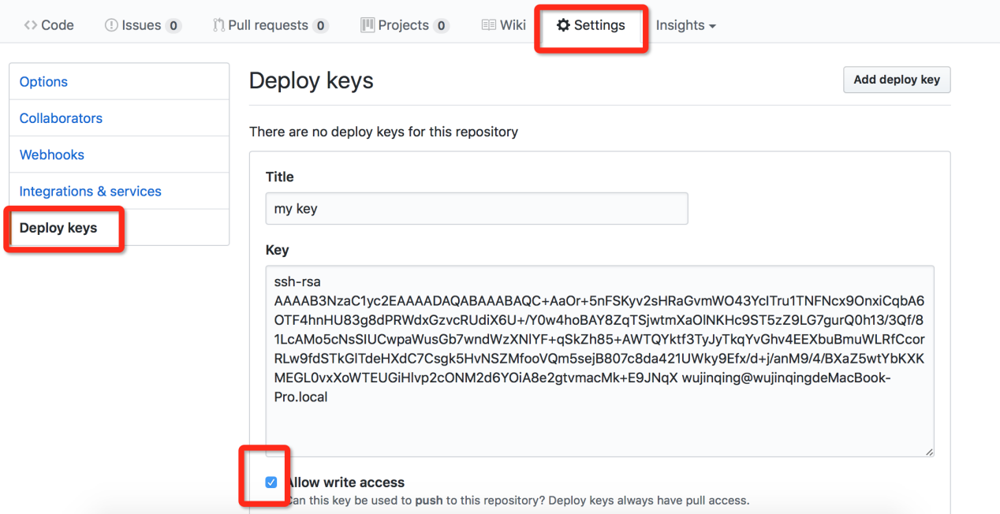 Code Issues 0 Pull requests 0 Projects 0 Wiki Settings Insights
Options
Collaborators
Webhooks
Integrations & services
Deploy keys
Deploy keys
Add deploy key
There are no deploy keys for this repository
Title
my key
Key
ssh-rsa
AAAAB3NzaC1yc2EAAAADAQABAAABAQC+AaOr+5nFSKyv2sHRaGvmWO43YcITru1TNFNcx9OnxiCqbA6
OTF4hnHU83g8dPRWdxGzvcRUdiX6U+/Y0w4hoBAY8ZqTSjwtmXaOlNKHc9ST5zZ9LG7gurQ0h13/3Qf/8
1LcAMo5cNsSIUCwpaWusGb7wndWzXNlYF+qSkZh85+AWTQYktf3TyJyTkqYvGhv4EEXbuBmuWLRfCcor
RLw9fdSTkGlTdeHXdC7Csgk5HvNSZMfooVQm5sejB807c8da421UWky9Efx/d+j/anM9/4/BXaZ5wtYbKXK
MEGL0vxXoWTEUGiHlvp2cONM2d6YOiA8e2gtvmacMk+E9JNqX wujinqing@wujinqingdeMacBook-
Pro.local
Allow write access
Can this key be used to push to this repository? Deploy keys always have pull access.